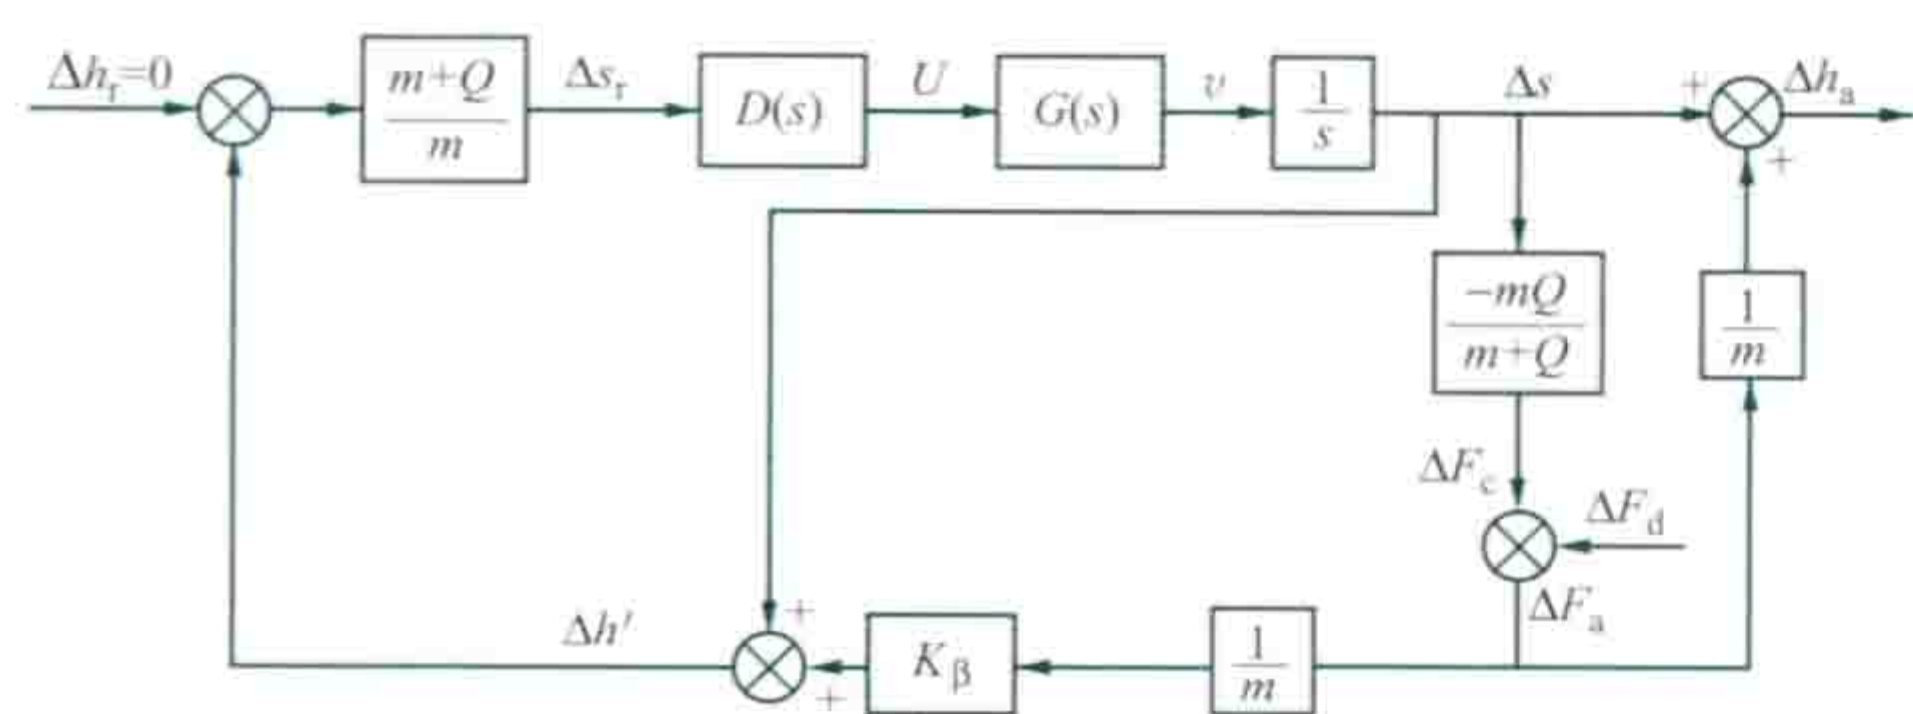 Δh_r=0
m+Q
m
Δs_r
D(s)
U
G(s)
v
1
s
Δs
+
Δh_a
+
-mQ
m+Q
1
m
ΔF_c
ΔF_d
ΔF_a
Δh'
+
+
K_β
1
m